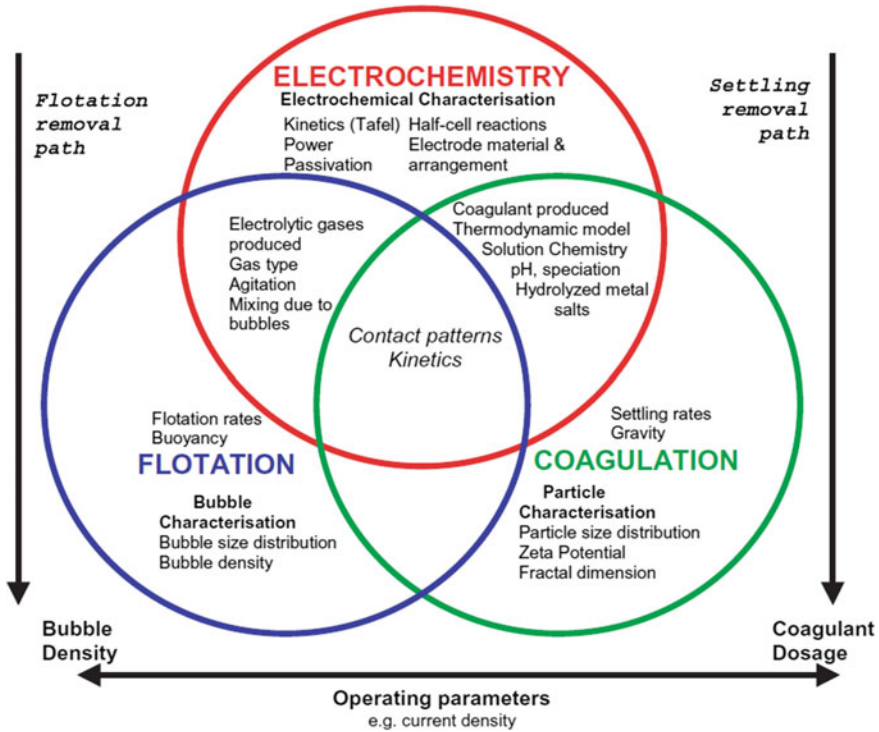 ELECTROCHEMISTRY
Electrochemical Characterisation
Kinetics (Tafel) Half-cell reactions
Power Electrode material &
Passivation arrangement
Flotation
removal
path
Settling
removal
path
Electrolytic gases
produced
Gas type
Agitation
Mixing due to
bubbles
Coagulant produced
Thermodynamic model
Solution Chemistry
pH, speciation
Hydrolyzed metal
salts
Contact patterns
Kinetics
Flotation rates
Buoyancy
FLOTATION
Bubble
Characterisation
Bubble size distribution
Bubble density
Settling rates
Gravity
COAGULATION
Particle
Characterisation
Particle size distribution
Zeta Potential
Fractal dimension
Bubble
Density
Coagulant
Dosage
Operating parameters
e.g. current density